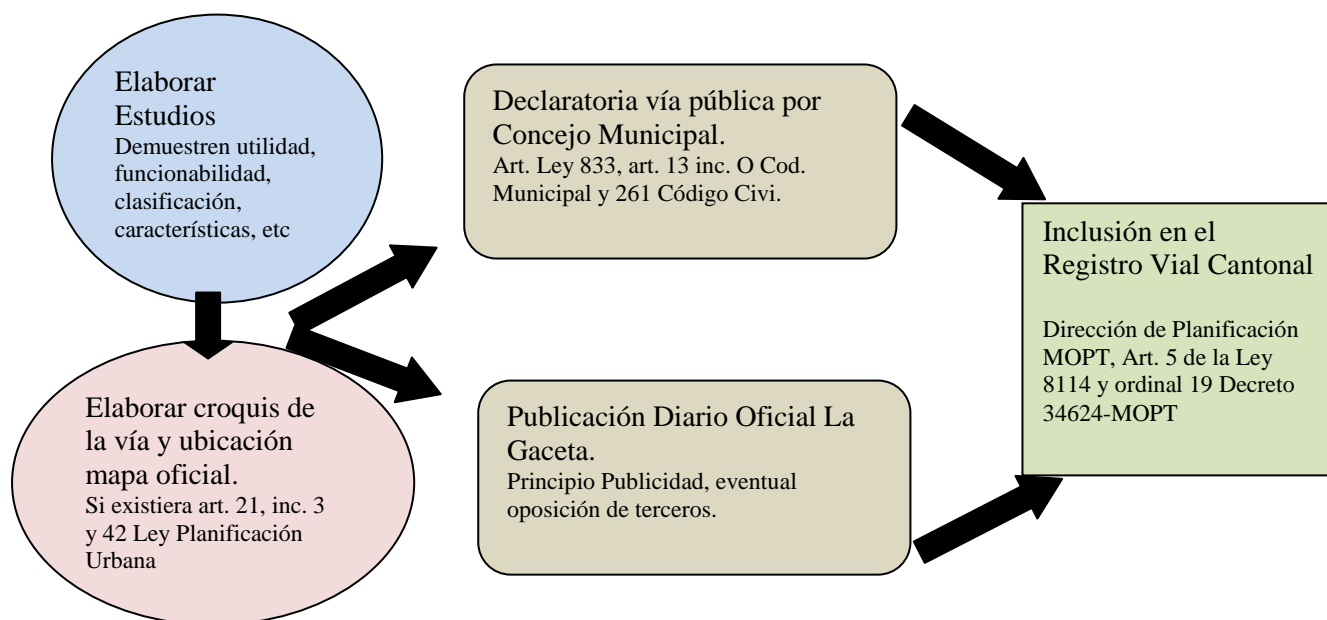 Elaborar
Estudios
Demuestren utilidad,
funcionabilidad,
clasificación,
características, etc
Elaborar croquis de
la vía y ubicación
mapa oficial.
Si existiera art. 21, inc. 3
y 42 Ley Planificación
Urbana
Declaratoria vía pública por
Concejo Municipal.
Art. Ley 833, art. 13 inc. O Cod.
Municipal y 261 Código Civi.
Publicación Diario Oficial La
Gaceta.
Principio Publicidad, eventual
oposición de terceros.
Inclusión en el
Registro Vial Cantonal
Dirección de Planificación
MOPT, Art. 5 de la Ley
8114 y ordinal 19 Decreto
34624-MOPT